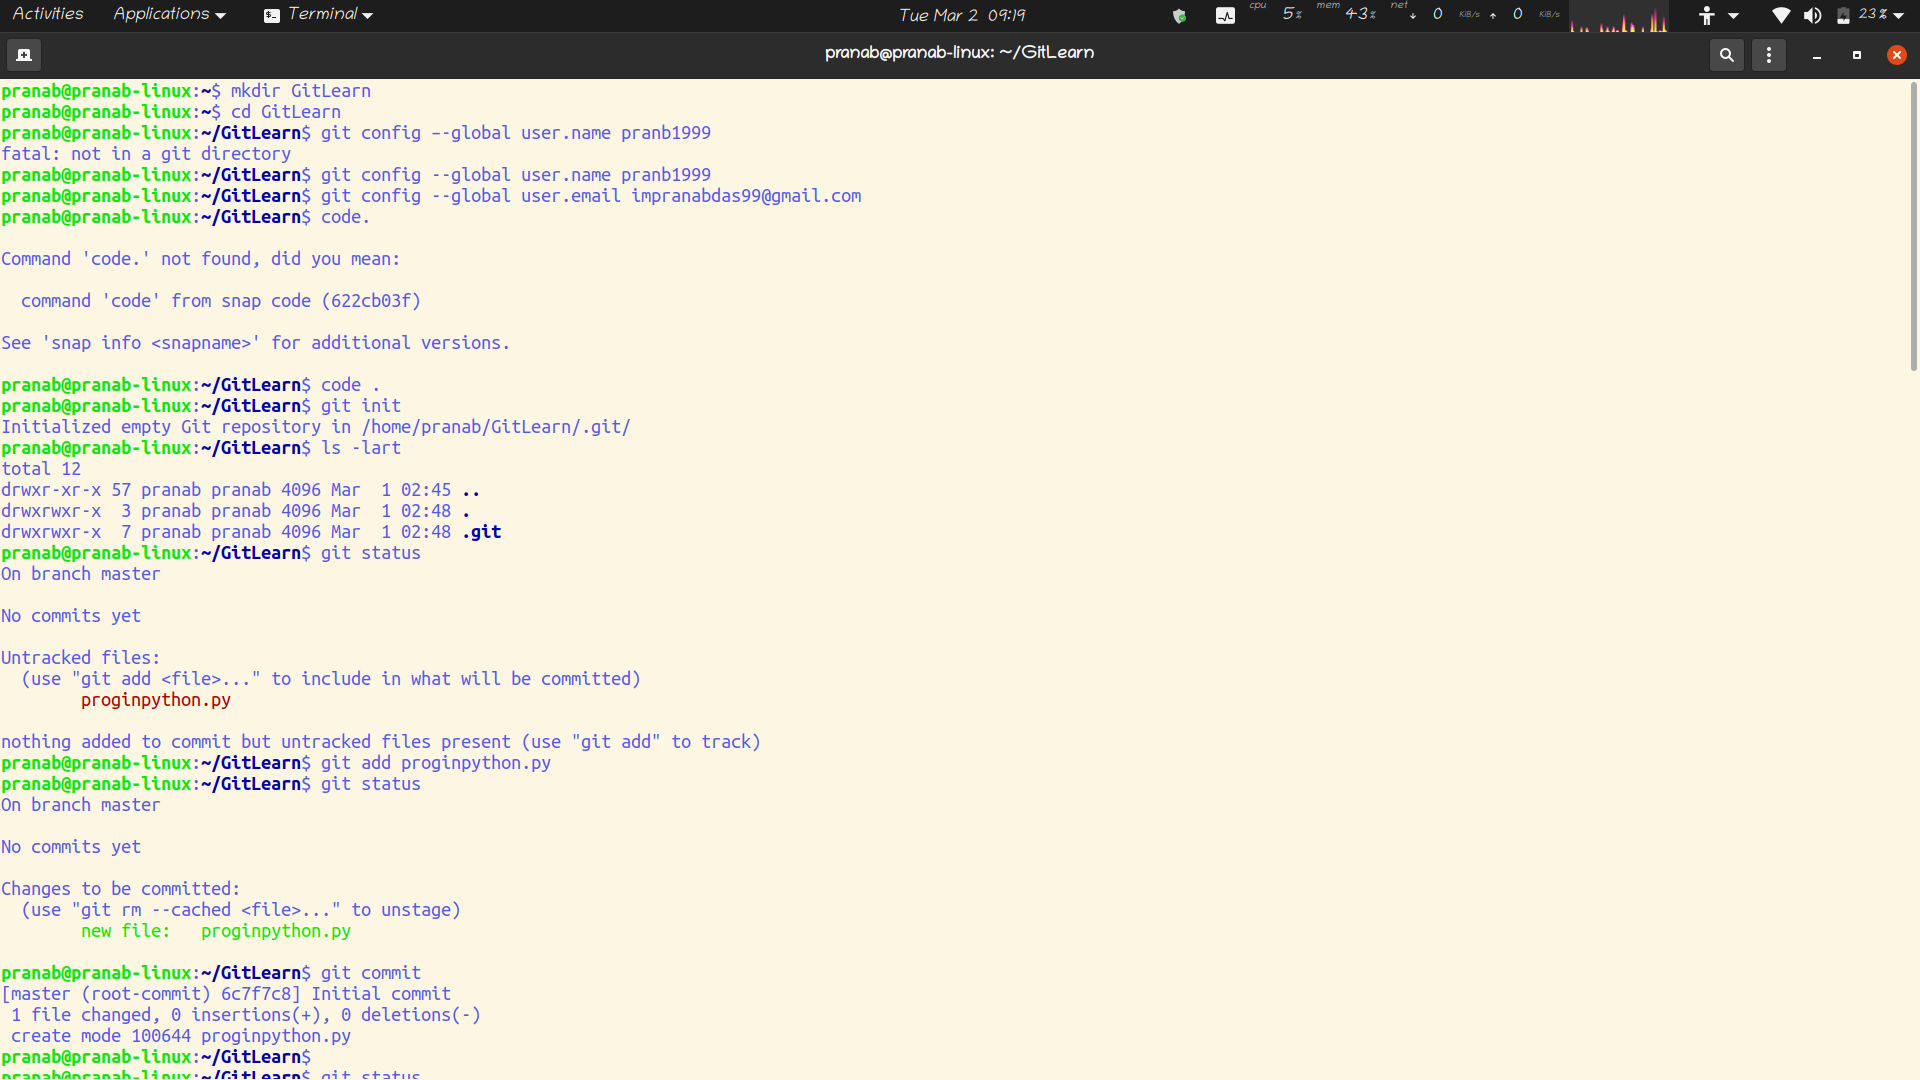 Activities Applications Terminal Tue Mar 2 09:19 cpu 5% mem 43% net 0 KiB/s 0 KiB/s 23%
pranab@pranab-linux: ~/GitLearn
pranab@pranab-linux:~$ mkdir GitLearn
pranab@pranab-linux:~$ cd GitLearn
pranab@pranab-linux:~/GitLearn$ git config –-global user.name pranb1999
fatal: not in a git directory
pranab@pranab-linux:~/GitLearn$ git config --global user.name pranb1999
pranab@pranab-linux:~/GitLearn$ git config --global user.email impranabdas99@gmail.com
pranab@pranab-linux:~/GitLearn$ code.
Command 'code.' not found, did you mean:
command 'code' from snap code (622cb03f)
See 'snap info <snapname>' for additional versions.
pranab@pranab-linux:~/GitLearn$ code .
pranab@pranab-linux:~/GitLearn$ git init
Initialized empty Git repository in /home/pranab/GitLearn/.git/
pranab@pranab-linux:~/GitLearn$ ls -lart
total 12
drwxr-xr-x 57 pranab pranab 4096 Mar  1 02:45 ..
drwxrwxr-x  3 pranab pranab 4096 Mar  1 02:48 .
drwxrwxr-x  7 pranab pranab 4096 Mar  1 02:48 .git
pranab@pranab-linux:~/GitLearn$ git status
On branch master
No commits yet
Untracked files:
(use "git add <file>..." to include in what will be committed)
proginpython.py
nothing added to commit but untracked files present (use "git add" to track)
pranab@pranab-linux:~/GitLearn$ git add proginpython.py
pranab@pranab-linux:~/GitLearn$ git status
On branch master
No commits yet
Changes to be committed:
(use "git rm --cached <file>..." to unstage)
new file:   proginpython.py
pranab@pranab-linux:~/GitLearn$ git commit
[master (root-commit) 6c7f7c8] Initial commit
1 file changed, 0 insertions(+), 0 deletions(-)
create mode 100644 proginpython.py
pranab@pranab-linux:~/GitLearn$
pranab@pranab-linux:~/GitLearn$ git status